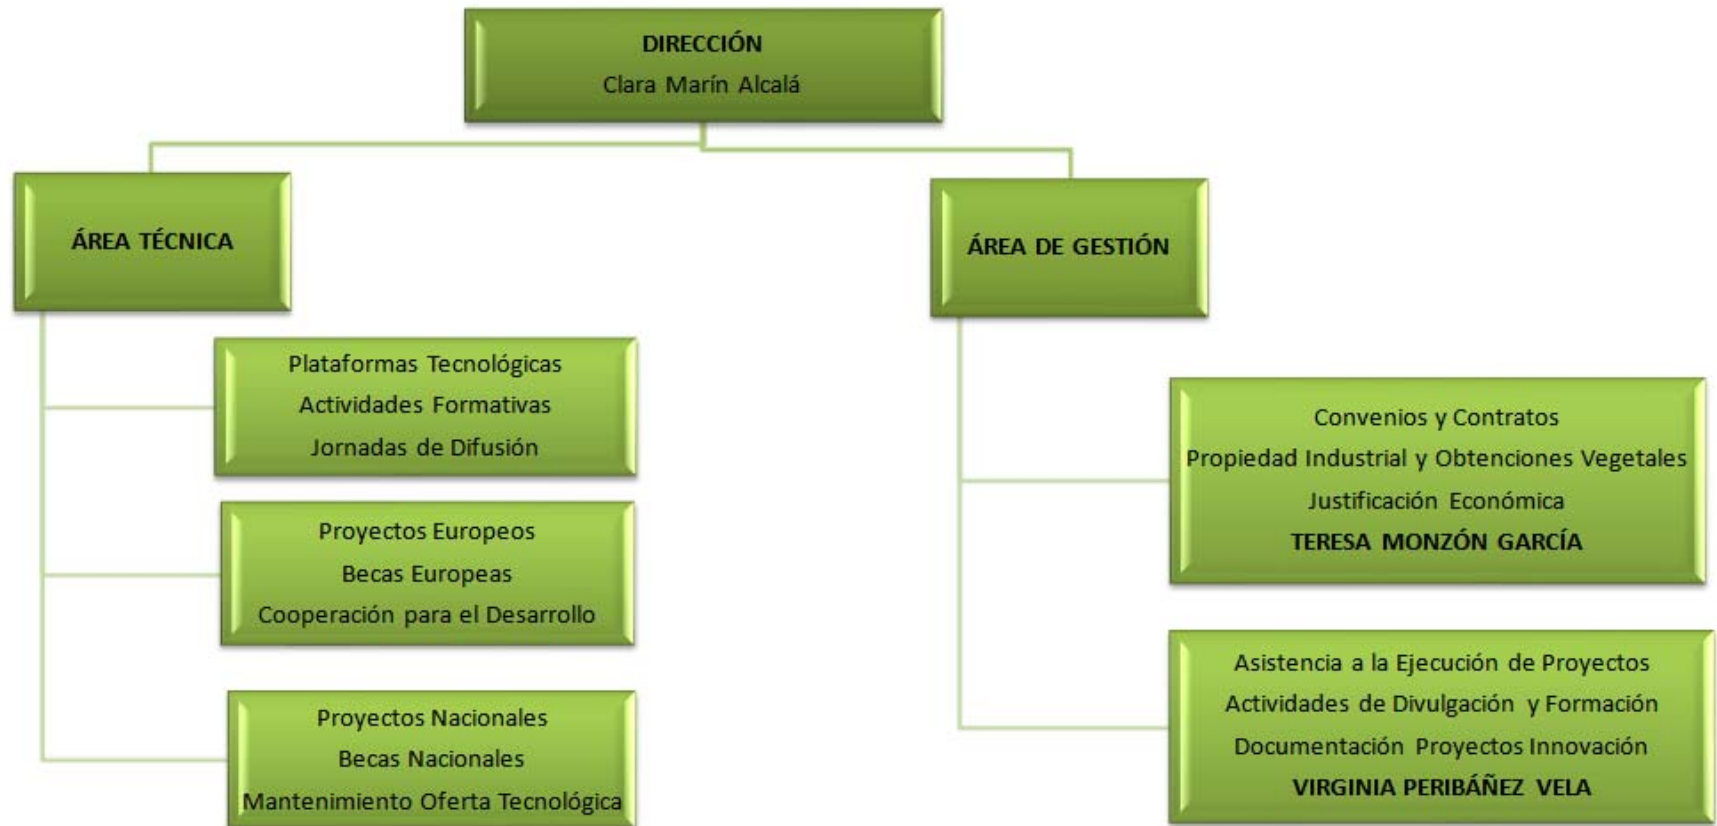 DIRECCIÓN
Clara Marín Alcalá
ÁREA TÉCNICA
Plataformas Tecnológicas
Actividades Formativas
Jornadas de Difusión
Proyectos Europeos
Becas Europeas
Cooperación para el Desarrollo
Proyectos Nacionales
Becas Nacionales
Mantenimiento Oferta Tecnológica
ÁREA DE GESTIÓN
Convenios y Contratos
Propiedad Industrial y Obtenciones Vegetales
Justificación Económica
TERESA MONZÓN GARCÍA
Asistencia a la Ejecución de Proyectos
Actividades de Divulgación y Formación
Documentación Proyectos Innovación
VIRGINIA PERIBÁÑEZ VELA